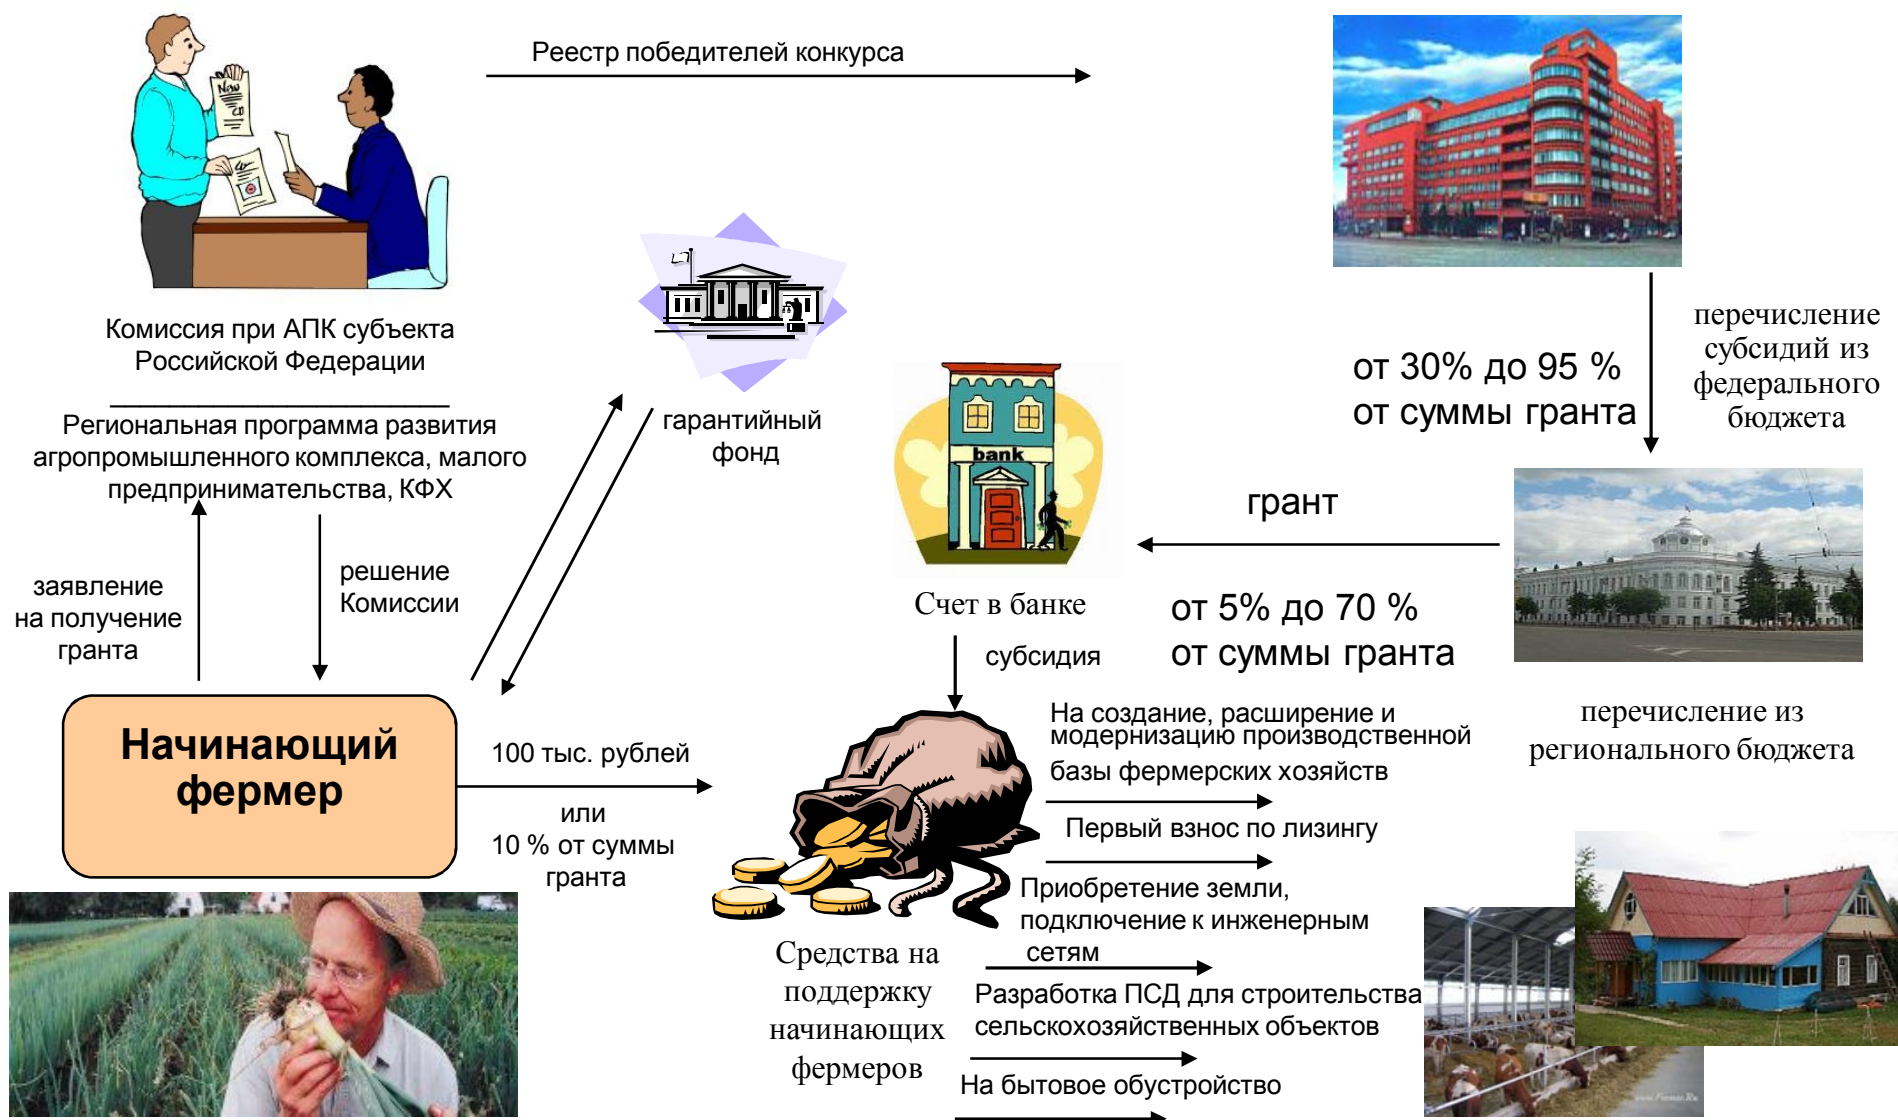 Реестр победителей конкурса
New
Комиссия при АПК субъекта
Российской Федерации
Региональная программа развития
агропромышленного комплекса, малого
предпринимательства, КФХ
гарантийный
фонд
bank
перечисление
субсидий из
федерального
бюджета
от 30% до 95 %
от суммы гранта
грант
заявление
на получение
гранта
решение
Комиссии
Счет в банке
от 5% до 70 %
от суммы гранта
субсидия
Начинающий
фермер
100 тыс. рублей
или
10 % от суммы
гранта
На создание, расширение и
модернизацию производственной
базы фермерских хозяйств
перечисление из
регионального бюджета
Первый взнос по лизингу
Приобретение земли,
подключение к инженерным
сетям
Средства на
поддержку
начинающих
фермеров
Разработка ПСД для строительства
сельскохозяйственных объектов
На бытовое обустройство
www.Fermer.Ru